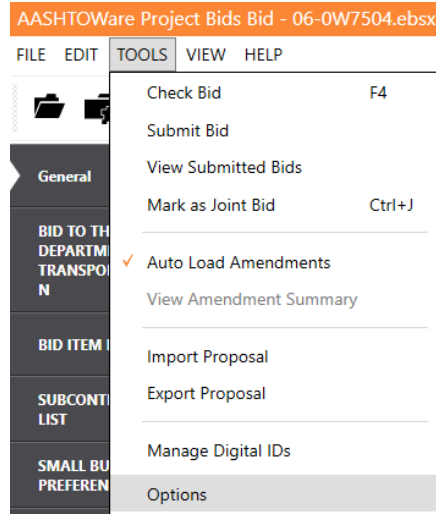 AASHTOWare Project Bids Bid - 06-0W7504.ebsx
FILE EDIT TOOLS VIEW HELP
Check Bid F4
Submit Bid
View Submitted Bids
Mark as Joint Bid Ctrl+J
Auto Load Amendments
View Amendment Summary
Import Proposal
Export Proposal
Manage Digital IDs
Options
General
BID TO TH
DEPARTM
TRANSPO
N
BID ITEM
SUBCONT
LIST
SMALL BU
PREFEREN